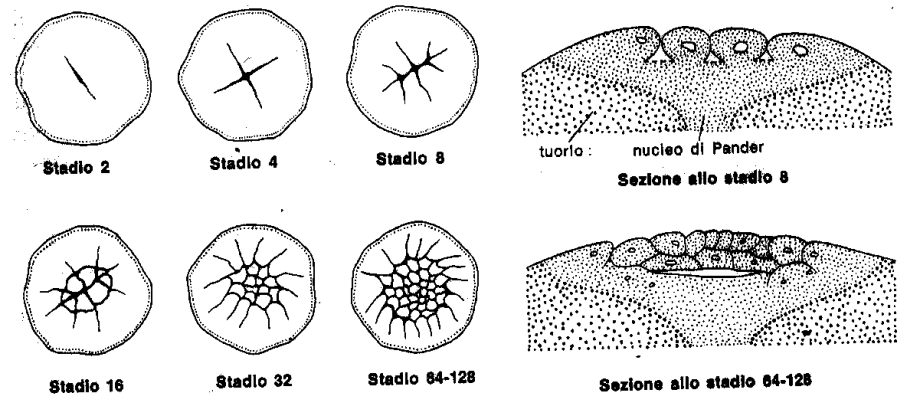 Stadio 2
Stadio 4
Stadio 8
tuorlo :
nucleo di Pander
Sezione allo stadio 8
Stadio 16
Stadio 32
Stadio 64-128
Sezione allo stadio 64-128